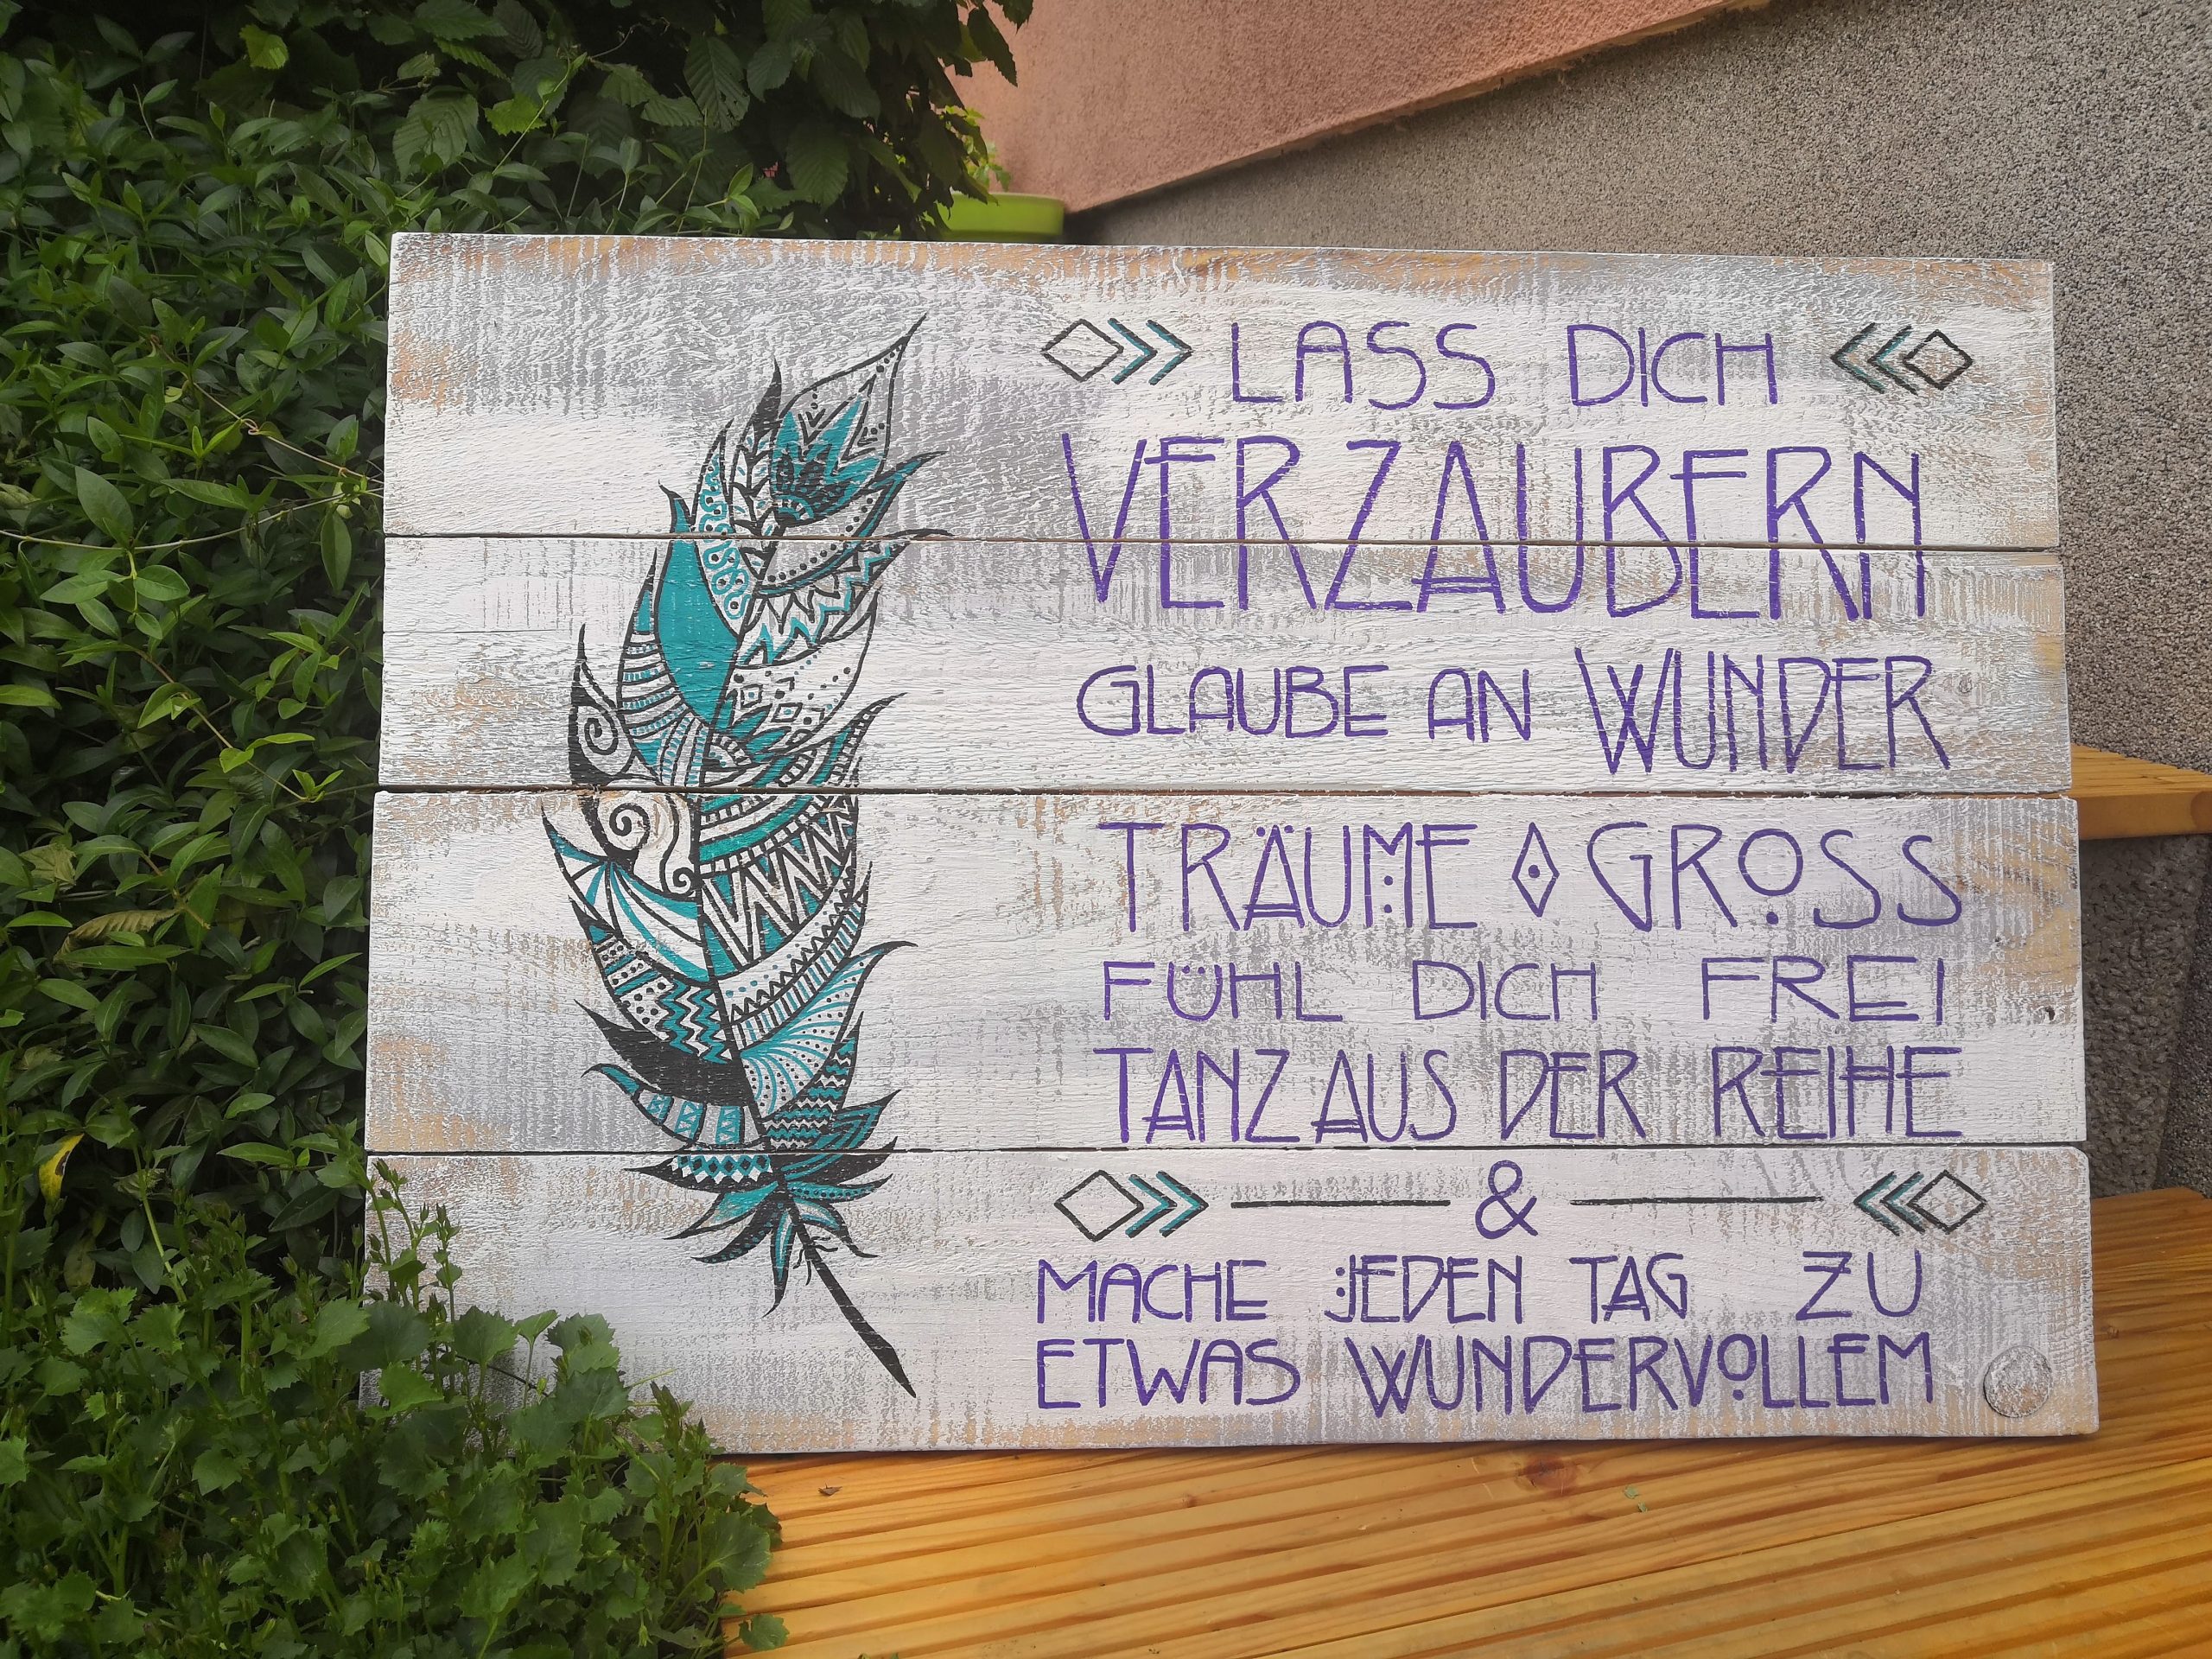 LASS DICH
VERZAUBERN
GLAUBE AN WUNDER
TRÄUME GROSS
FÜHL DICH FREI
TANZ AUS DER REIHE
&
MACHE JEDEN TAG ZU
ETWAS WUNDERVOLLEM